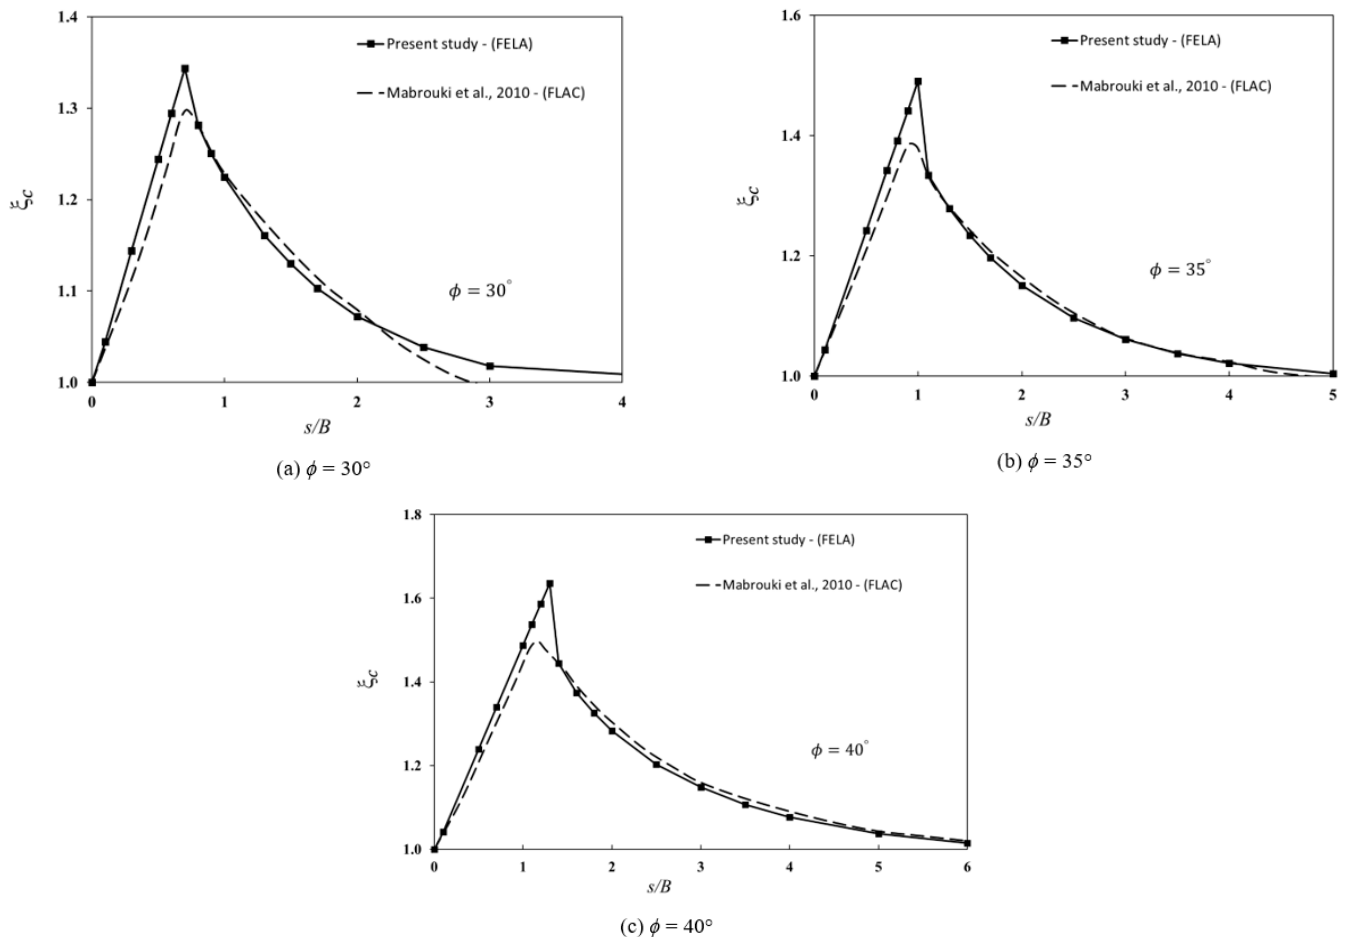 1.4
1.3
1.2
1.1
1.0
ξc
0 1 2 3 4
s/B
Present study - (FELA)
Mabrouki et al., 2010 - (FLAC)
ϕ = 30°
(a) ϕ = 30°
1.6
1.4
1.2
1.0
ξc
0 1 2 3 4 5
s/B
Present study - (FELA)
Mabrouki et al., 2010 - (FLAC)
ϕ = 35°
(b) ϕ = 35°
1.8
1.6
1.4
1.2
1.0
ξc
0 1 2 3 4 5 6
s/B
Present study - (FELA)
Mabrouki et al., 2010 - (FLAC)
ϕ = 40°
(c) ϕ = 40°